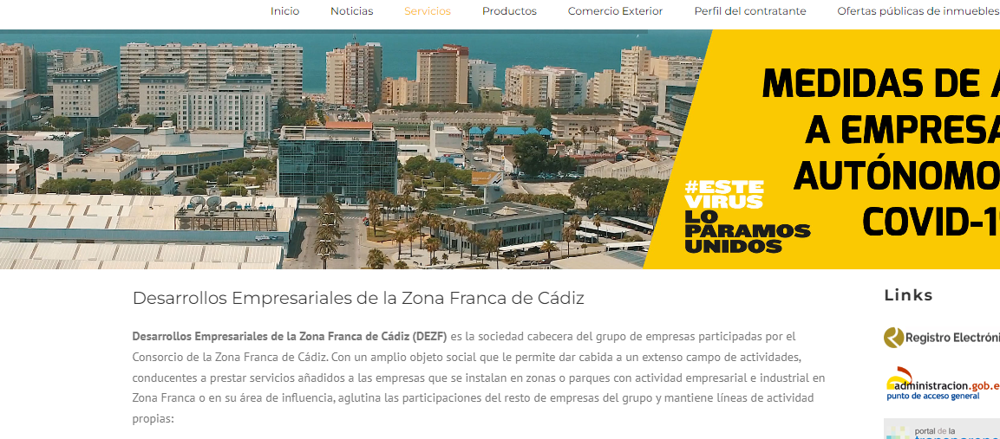 Inicio Noticias Servicios Productos Comercio Exterior Perfil del contratante Ofertas públicas de inmuebles
MEDIDAS DE
A EMPRESA
AUTÓNOMO
COVID-1
#ESTE
VIRUS
LO
PARAMOS
UNIDOS
Desarrollos Empresariales de la Zona Franca de Cádiz
Desarrollos Empresariales de la Zona Franca de Cádiz (DEZF) es la sociedad cabecera del grupo de empresas participadas por el
Consorcio de la Zona Franca de Cádiz. Con un amplio objeto social que le permite dar cabida a un extenso campo de actividades,
conducentes a prestar servicios añadidos a las empresas que se instalan en zonas o parques con actividad empresarial e industrial en
Zona Franca o en su área de influencia, aglutina las participaciones del resto de empresas del grupo y mantiene líneas de actividad
propias:
Links
Registro Electróni
administracion.gob.e
punto de acceso general
portal de la